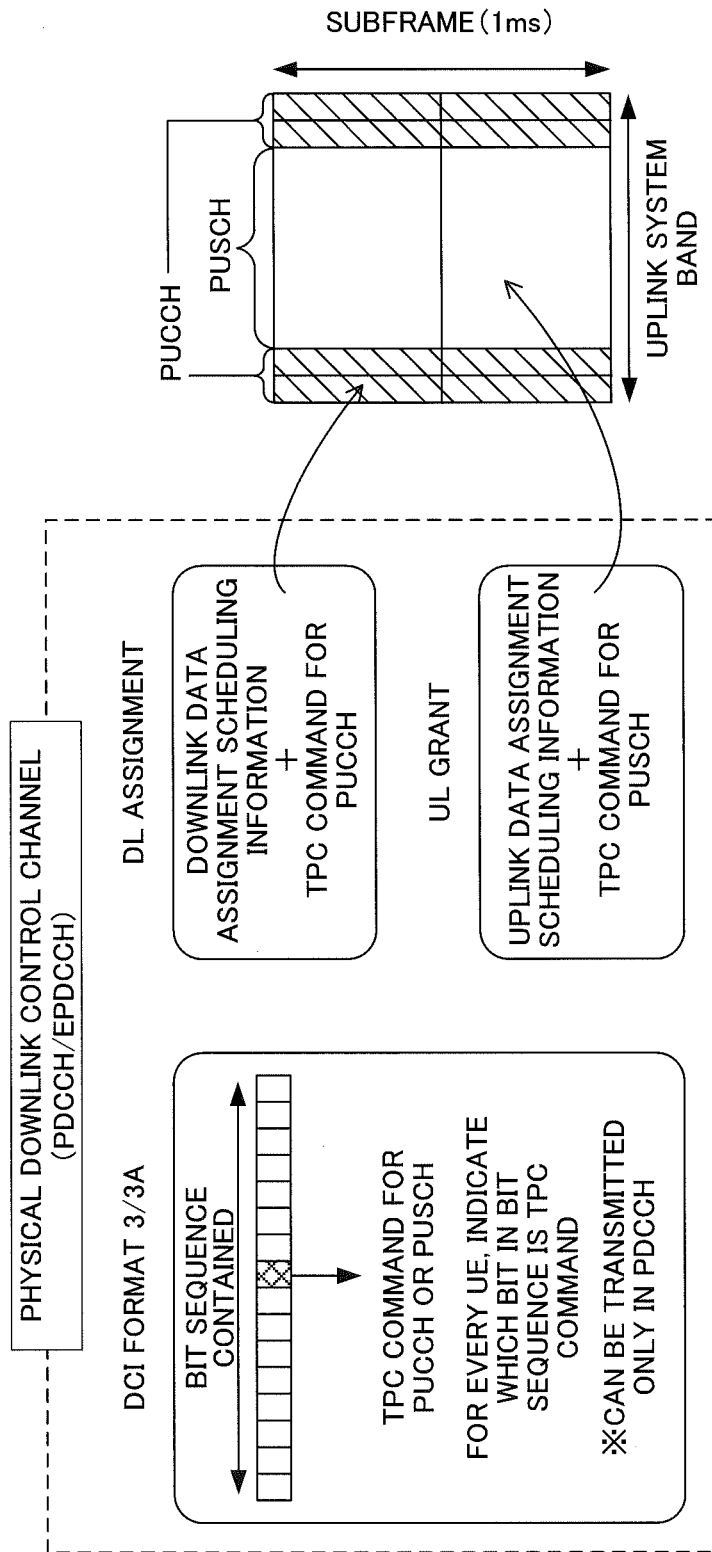 PHYSICAL DOWNLINK CONTROL CHANNEL
(PDCCH/EPDCCH)
DCI FORMAT 3/3A
BIT SEQUENCE
CONTAINED
TPC COMMAND FOR
PUCCH OR PUSCH
FOR EVERY UE, INDICATE
WHICH BIT IN BIT
SEQUENCE IS TPC
COMMAND
※CAN BE TRANSMITTED
ONLY IN PDCCH
DL ASSIGNMENT
DOWNLINK DATA
ASSIGNMENT SCHEDULING
INFORMATION
+
TPC COMMAND FOR
PUCCH
UL GRANT
UPLINK DATA ASSIGNMENT
SCHEDULING INFORMATION
+
TPC COMMAND FOR
PUSCH
PUCCH
PUSCH
SUBFRAME (1ms)
UPLINK SYSTEM
BAND